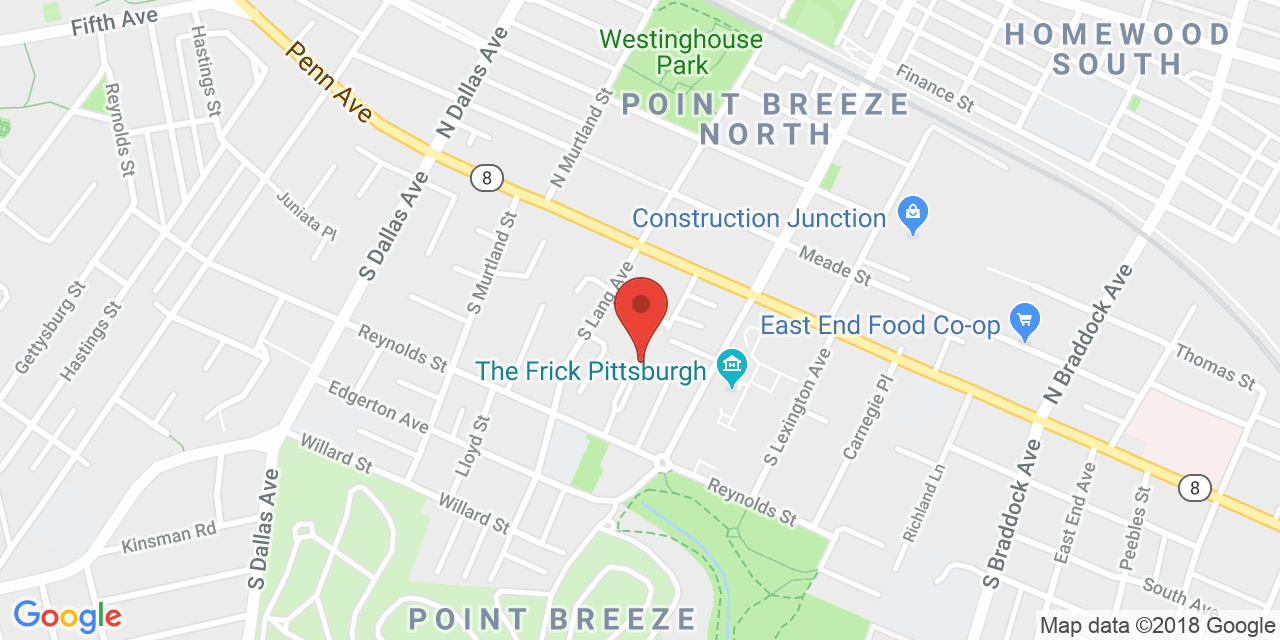 Fifth Ave
Hastings St
Penn Ave
N Dallas Ave
Westinghouse
Park
HOMEWOOD
SOUTH
Finance St
POINT BREEZE
NORTH
Reynolds St
N Murtland St
8
Juniata Pl
S Dallas Ave
Construction Junction
Meade St
S Murtland St
S Lang Ave
Gettysburg St
Hastings St
Reynolds St
East End Food Co-op
N Braddock Ave
Thomas St
The Frick Pittsburgh
Edgerton Ave
S Lexington Ave
Carnegie Pl
Willard St
Lloyd St
Willard St
Reynolds St
Richland Ln
S Braddock Ave
East End Ave
Peebles St
8
Kinsman Rd
S Dallas Ave
South Ave
Google
POINT BREEZE
Map data ©2018 Google